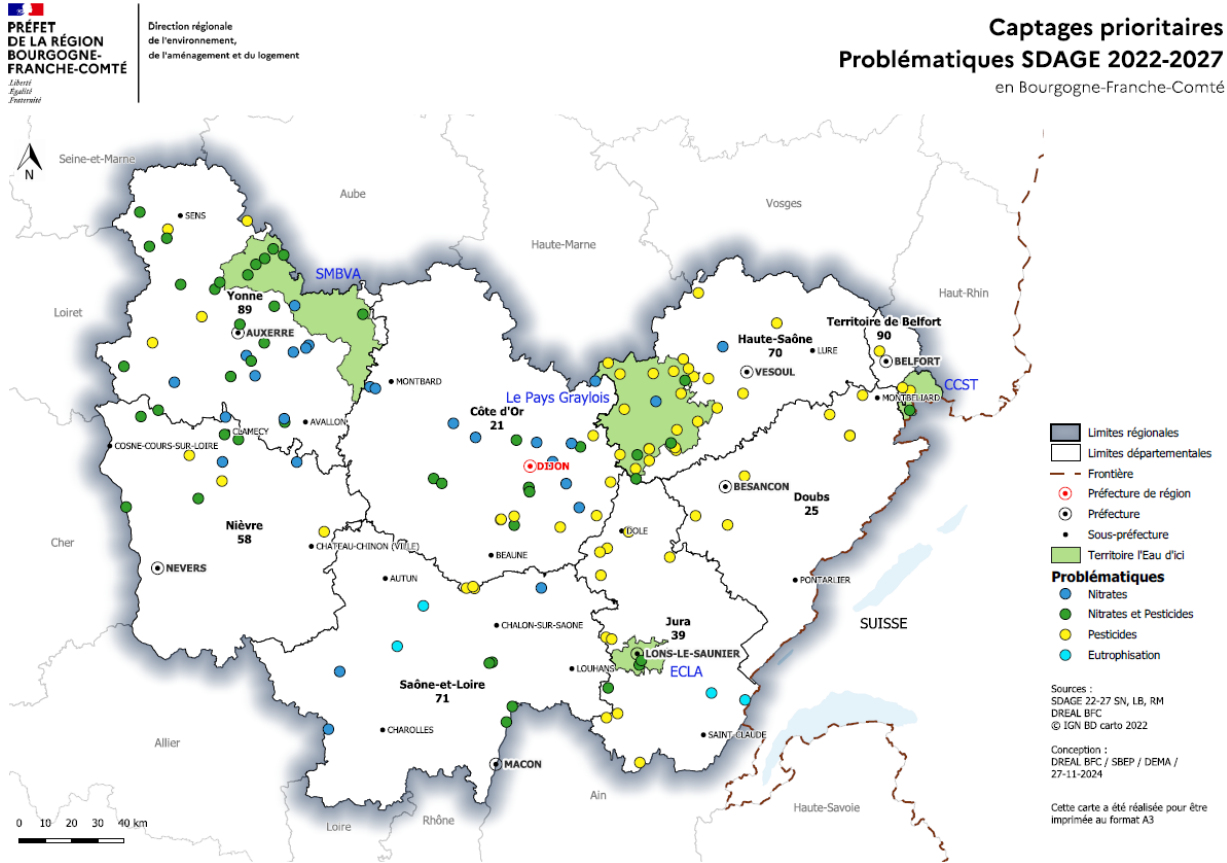 PRÉFET
DE LA RÉGION
BOURGOGNE-
FRANCHE-COMTÉ
Liberté
Égalité
Fraternité
Direction régionale
de l'environnement,
de l'aménagement et du logement
Captages prioritaires
Problématiques SDAGE 2022-2027
en Bourgogne-Franche-Comté
N
Seine-et-Marne
Aube
Vosges
Haute-Marne
Haut-Rhin
Loiret
Cher
Allier
Loire
Rhône
Ain
Haute-Savoie
SUISSE
SENS
SMBVA
Yonne
89
AUXERRE
MONTBARD
AVALLON
CLAMECY
COSNE-COURS-SUR-LOIRE
Le Pays Graylois
Côte d'Or
21
DIJON
Haute-Saône
70
LURE
VESOUL
Territoire de Belfort
90
BELFORT
CCST
MONTBELIARD
BESANCON
Doubs
25
Nièvre
58
CHATEAU-CHINON (VILLE)
NEVERS
BEAUNE
DOLE
AUTUN
PONTARLIER
CHALON-SUR-SAONE
Jura
39
LONS-LE-SAUNIER
ECLA
LOUHANS
Saône-et-Loire
71
CHAROLLES
SAINT-CLAUDE
MACON
0 10 20 30 40 km
Limites régionales
Limites départementales
Frontière
Préfecture de région
Préfecture
Sous-préfecture
Territoire l'Eau d'ici
Problématiques
Nitrates
Nitrates et Pesticides
Pesticides
Eutrophisation
Sources :
SDAGE 22-27 SN, LB, RM
DREAL BFC
© IGN BD carto 2022
Conception :
DREAL BFC / SBEP / DEMA /
27-11-2024
Cette carte a été réalisée pour être
imprimée au format A3